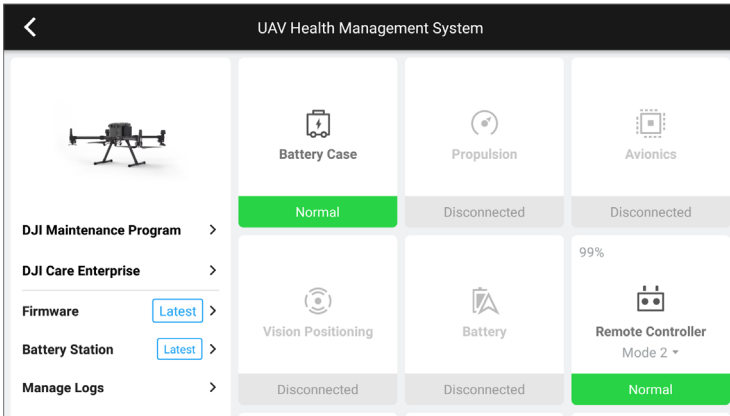 UAV Health Management System
DJI Maintenance Program
DJI Care Enterprise
Firmware Latest
Battery Station Latest
Manage Logs
Battery Case
Normal
Propulsion
Disconnected
Avionics
Disconnected
Vision Positioning
Disconnected
Battery
Disconnected
99%
Remote Controller
Mode 2
Normal